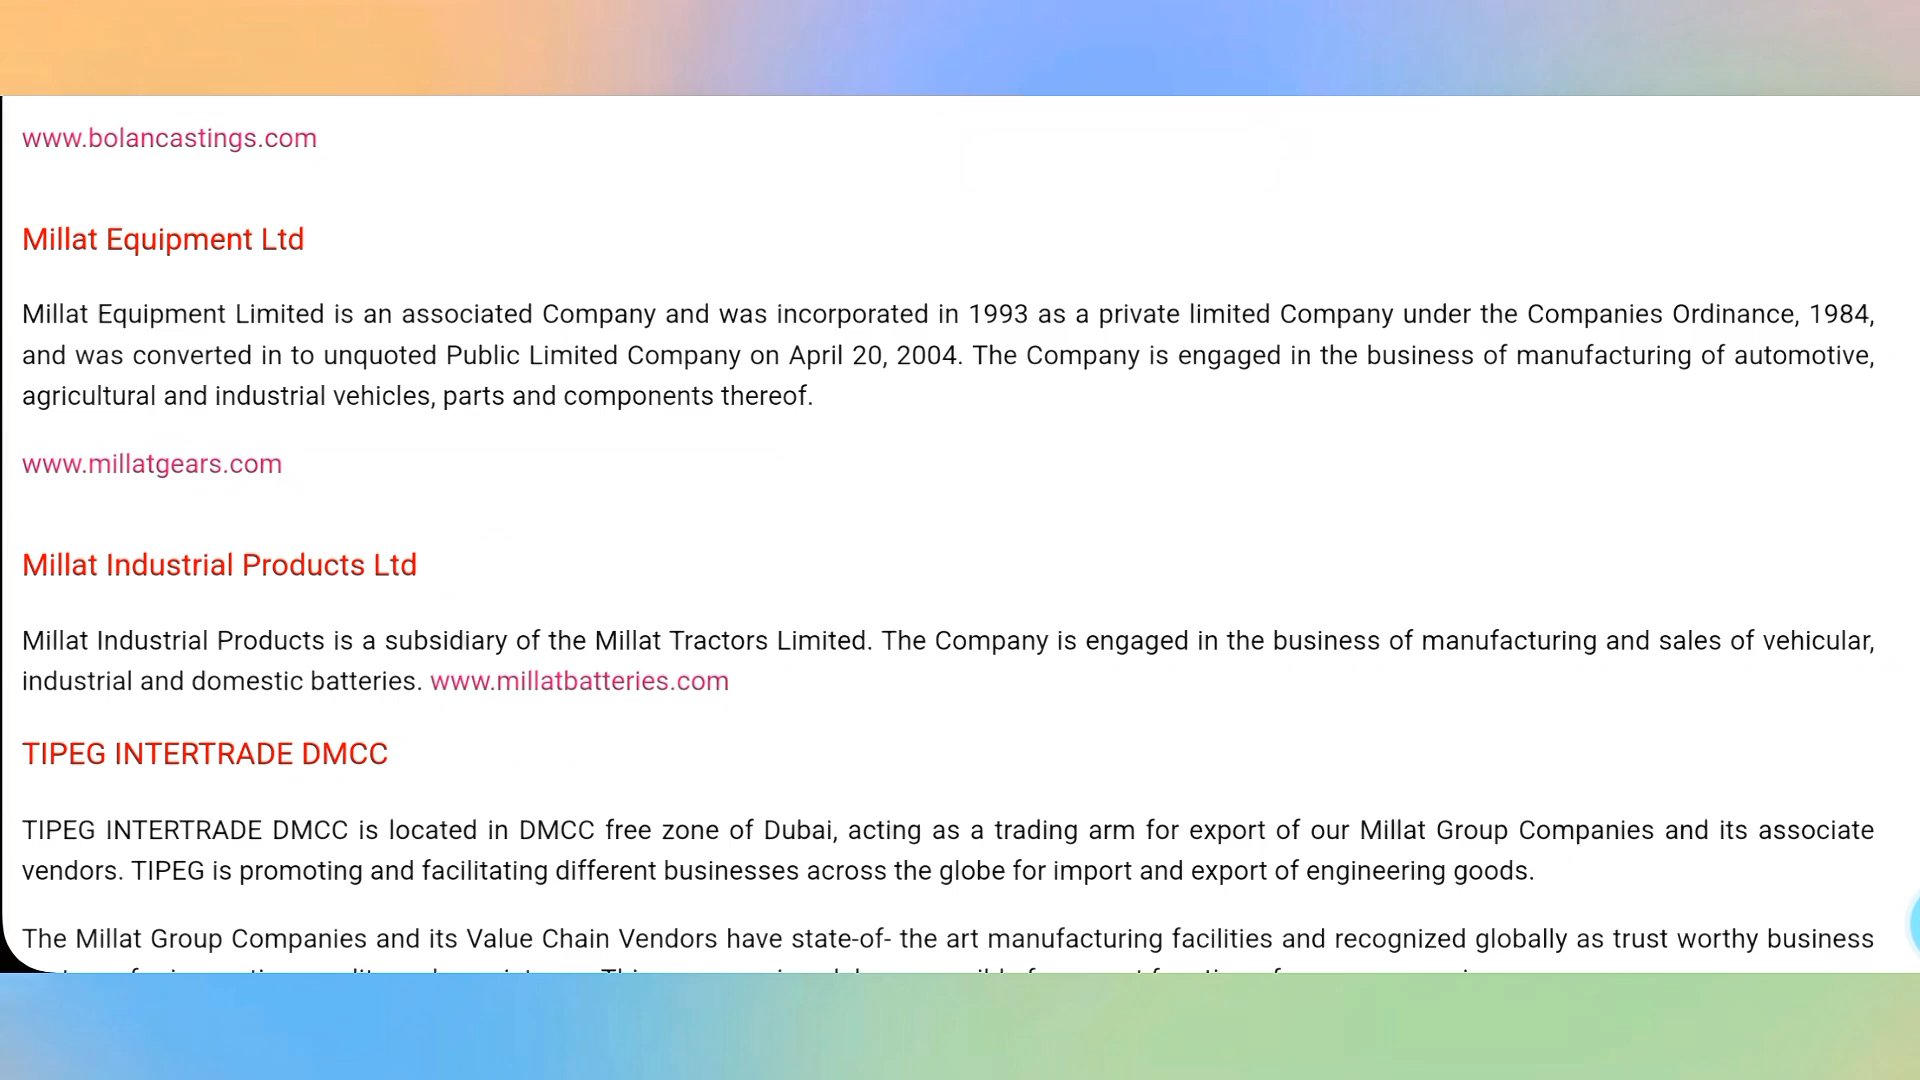 www.bolancastings.com
Millat Equipment Ltd
Millat Equipment Limited is an associated Company and was incorporated in 1993 as a private limited Company under the Companies Ordinance, 1984,
and was converted in to unquoted Public Limited Company on April 20, 2004. The Company is engaged in the business of manufacturing of automotive,
agricultural and industrial vehicles, parts and components thereof.
www.millatgears.com
Millat Industrial Products Ltd
Millat Industrial Products is a subsidiary of the Millat Tractors Limited. The Company is engaged in the business of manufacturing and sales of vehicular,
industrial and domestic batteries. www.millatbatteries.com
TIPEG INTERTRADE DMCC
TIPEG INTERTRADE DMCC is located in DMCC free zone of Dubai, acting as a trading arm for export of our Millat Group Companies and its associate
vendors. TIPEG is promoting and facilitating different businesses across the globe for import and export of engineering goods.
The Millat Group Companies and its Value Chain Vendors have state-of- the art manufacturing facilities and recognized globally as trust worthy business